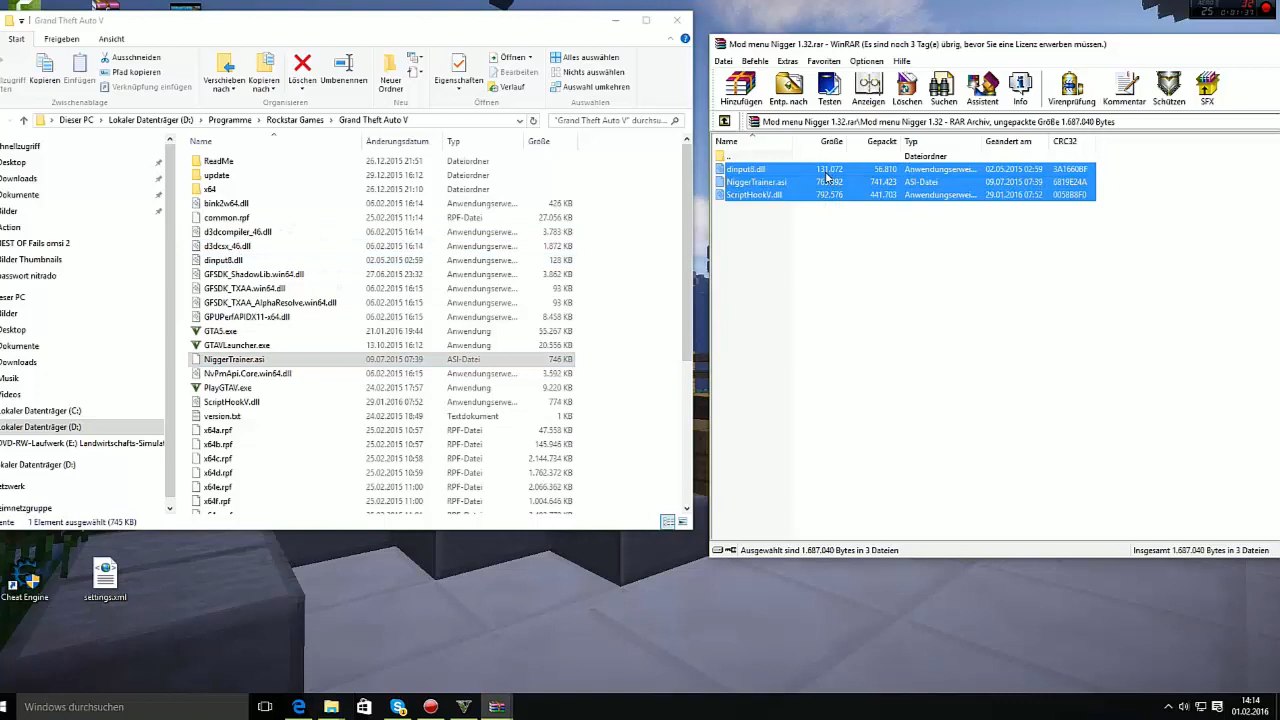 Grand Theft Auto V
Start Freigeben Ansicht
Kopieren Einfügen
Ausschneiden
Pfad kopieren
Verknüpfung einfügen
Zwischenablage
Verschieben nach Kopieren nach Löschen Umbenennen
Organisieren
Neuer Ordner
Neu
Eigenschaften
Öffnen
Bearbeiten
Verlauf
Öffnen
Alles auswählen
Nichts auswählen
Auswahl umkehren
Auswählen
Dieser PC Lokaler Datenträger (D:) Programme Rockstar Games Grand Theft Auto V
"Grand Theft Auto V" durchsu...
Name Änderungsdatum Typ Größe
ReadMe 26.12.2015 21:51 Dateiordner
update 26.12.2015 21:49 Dateiordner
x64 26.12.2015 21:10 Dateiordner
bink2w64.dll 06.02.2015 16:14 Anwendungserwe... 426 KB
common.rpf 25.02.2015 11:14 RPF-Datei 27.056 KB
d3dcompiler_46.dll 06.02.2015 16:14 Anwendungserwe... 3.783 KB
d3dcsx_46.dll 06.02.2015 16:14 Anwendungserwe... 1.872 KB
dinput8.dll 02.05.2015 02:59 Anwendungserwe... 128 KB
GFSDK_ShadowLib.win64.dll 27.06.2015 23:32 Anwendungserwe... 3.862 KB
GFSDK_TXAA.win64.dll 06.02.2015 16:15 Anwendungserwe... 93 KB
GFSDK_TXAA_AlphaResolve.win64.dll 06.02.2015 16:15 Anwendungserwe... 93 KB
GPUPerfAPIDX11-x64.dll 06.02.2015 16:15 Anwendungserwe... 8.458 KB
GTA5.exe 21.01.2016 19:44 Anwendung 55.267 KB
GTAVLauncher.exe 13.10.2015 16:12 Anwendung 20.556 KB
NiggerTrainer.asi 09.07.2015 07:39 ASI-Datei 746 KB
NvPmApi.Core.win64.dll 06.02.2015 16:15 Anwendungserwe... 3.592 KB
PlayGTAV.exe 24.02.2015 17:57 Anwendung 9.220 KB
ScriptHookV.dll 29.01.2016 07:52 Anwendungserwe... 774 KB
version.txt 24.02.2015 18:49 Textdokument 1 KB
x64a.rpf 25.02.2015 10:57 RPF-Datei 47.558 KB
x64b.rpf 25.02.2015 10:57 RPF-Datei 145.946 KB
x64c.rpf 25.02.2015 10:58 RPF-Datei 2.144.734 KB
x64d.rpf 25.02.2015 10:59 RPF-Datei 1.762.372 KB
x64e.rpf 25.02.2015 11:00 RPF-Datei 2.066.362 KB
x64f.rpf 25.02.2015 11:00 RPF-Datei 1.004.646 KB
chnellzugriff
Desktop
Downloads
Dokumente
Bilder
Action
BEST OF Fails omsi 2
Bilder Thumbnails
passwort nitrado
ieser PC
Desktop
Dokumente
Downloads
Musik
Videos
Lokaler Datenträger (C:)
Lokaler Datenträger (D:)
DVD-RW-Laufwerk (E:) Landwirtschafts-Simulat
okaler Datenträger (D:)
etzwerk
eimnetzgruppe
ente 1 Element ausgewählt (745 KB)
Mod menu Nigger 1.32.rar - WinRAR (Es sind noch 3 Tag(e) übrig, bevor Sie eine Lizenz erwerben müssen.)
Datei Befehle Extras Favoriten Optionen Hilfe
Hinzufügen Entp. nach Testen Anzeigen Löschen Suchen Assistent Info Virenprüfung Kommentar Schützen SFX
Mod menu Nigger 1.32.rar\Mod menu Nigger 1.32 - RAR Archiv, ungepackte Größe 1.687.040 Bytes
Name Größe Gepackt Typ Geändert am CRC32
.. Dateiordner
dinput8.dll 131.072 56.810 Anwendungserwei... 02.05.2015 02:59 3A1660BF
NiggerTrainer.asi 741.423 ASI-Datei 09.07.2015 07:39 6819E24A
ScriptHookV.dll 792.576 441.703 Anwendungserwei... 29.01.2016 07:52 0058B8F0
Ausgewählt sind 1.687.040 Bytes in 3 Dateien
Insgesamt 1.687.040 Bytes in 3 Dateien
Cheat Engine
settings.xml
Windows durchsuchen
14:14
01.02.2016